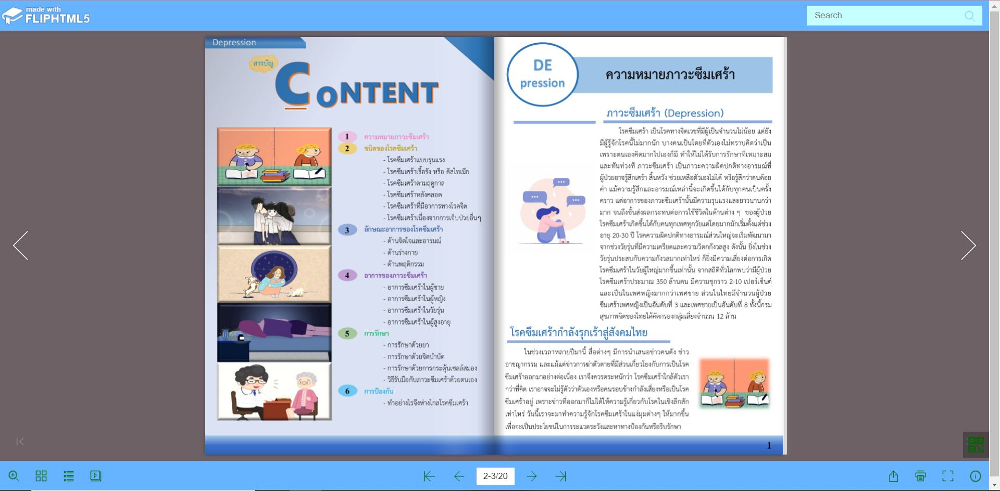 made with
FLIPHTML5
Search
Depression
สารบัญ
CoNTENT
1 ความหมายภาวะซึมเศร้า
2 ชนิดของโรคซึมเศร้า
- โรคซึมเศร้าแบบรุนแรง
- โรคซึมเศร้าเรื้อรัง หรือ ดีสไทเมีย
- โรคซึมเศร้าตามฤดูกาล
- โรคซึมเศร้าหลังคลอด
- โรคซึมเศร้าที่มีอาการทางโรคจิต
- โรคซึมเศร้าเนื่องจากการเจ็บป่วยอื่นๆ
3 ลักษณะอาการของโรคซึมเศร้า
- ด้านจิตใจและอารมณ์
- ด้านร่างกาย
- ด้านพฤติกรรม
4 อาการของภาวะซึมเศร้า
- อาการซึมเศร้าในผู้ชาย
- อาการซึมเศร้าในผู้หญิง
- อาการซึมเศร้าในวัยรุ่น
- อาการซึมเศร้าในผู้สูงอายุ
5 การรักษา
- การรักษาด้วยยา
- การรักษาด้วยจิตบำบัด
- การรักษาด้วยการกระตุ้นเซลล์สมอง
- วิธีรับมือกับภาวะซึมเศร้าด้วยตนเอง
6 การป้องกัน
- ทำอย่างไรจึงห่างไกลโรคซึมเศร้า
DE
pression
ความหมายภาวะซึมเศร้า
ภาวะซึมเศร้า (Depression)
โรคซึมเศร้า เป็นโรคทางจิตเวชที่มีผู้เป็นจำนวนไม่น้อย แต่ยัง
มีผู้รู้จักโรคนี้ไม่มากนัก บางคนเป็นโดยที่ตัวเองไม่ทราบคิดว่าเป็น
เพราะตนเองคิดมากไปเองก็มี ทำให้ไม่ได้รับการรักษาที่เหมาะสม
และทันท่วงที ภาวะซึมเศร้า เป็นภาวะความผิดปกติทางอารมณ์ที่
ผู้ป่วยอาจรู้สึกเศร้า สิ้นหวัง ช่วยเหลือตัวเองไม่ได้ หรือรู้สึกว่าตนด้อย
ค่า แม้ความรู้สึกและอารมณ์เหล่านี้จะเกิดขึ้นได้กับทุกคนเป็นครั้ง
คราว แต่อาการของภาวะซึมเศร้านั้นมีความรุนแรงและยาวนานกว่า
มาก จนถึงขั้นส่งผลกระทบต่อการใช้ชีวิตในด้านต่าง ๆ ของผู้ป่วย
โรคซึมเศร้าเกิดขึ้นได้กับคนทุกเพศทุกวัยแต่โดยมากมักเริ่มตั้งแต่ช่วง
อายุ 20-30 ปี โรคความผิดปกติทางอารมณ์ส่วนใหญ่จะเริ่มพัฒนามา
จากช่วงวัยรุ่นที่มีความเครียดและความวิตกกังวลสูง ดังนั้น ยิ่งในช่วง
วัยรุ่นประสบกับความกังวลมากเท่าไหร่ ก็ยิ่งมีความเสี่ยงต่อการเกิด
โรคซึมเศร้าในวัยผู้ใหญ่มากขึ้นเท่านั้น จากสถิติทั่วโลกพบว่ามีผู้ป่วย
โรคซึมเศร้าประมาณ 350 ล้านคน มีความชุกราว 2-10 เปอร์เซ็นต์
และเป็นในเพศหญิงมากกว่าเพศชาย ส่วนในไทยมีจำนวนผู้ป่วย
ซึมเศร้าเพศหญิงเป็นอันดับที่ 3 และเพศชายเป็นอันดับที่ 8 ทั้งนี้กรม
สุขภาพจิตของไทยได้คัดกรองกลุ่มเสี่ยงจำนวน 12 ล้าน
โรคซึมเศร้ากำลังรุกเร้าสู่สังคมไทย
ในช่วงเวลาหลายปีมานี้ สื่อต่างๆ มีการนำเสนอข่าวคนดัง ข่าว
อาชญากรรม และแม้แต่ข่าวการฆ่าตัวตายที่มีส่วนเกี่ยวโยงกับการเป็นโรค
ซึมเศร้าออกมาอย่างต่อเนื่อง เราจึงควรตระหนักว่า โรคซึมเศร้าใกล้ตัวเรา
กว่าที่คิด เราอาจจะไม่รู้ตัวว่าตัวเองหรือคนรอบข้างกำลังเสี่ยงหรือเป็นโรค
ซึมเศร้าอยู่ เพราะข่าวที่ออกมาก็ไม่ได้ให้ความรู้เกี่ยวกับโรคในเชิงลึกสัก
เท่าไหร่ วันนี้เราจะมาทำความรู้จักโรคซึมเศร้าในแง่มุมต่างๆ ให้มากขึ้น
เพื่อจะเป็นประโยชน์ในการระแวดระวังและหาทางป้องกันหรือรีบรักษา
1
2-3/20